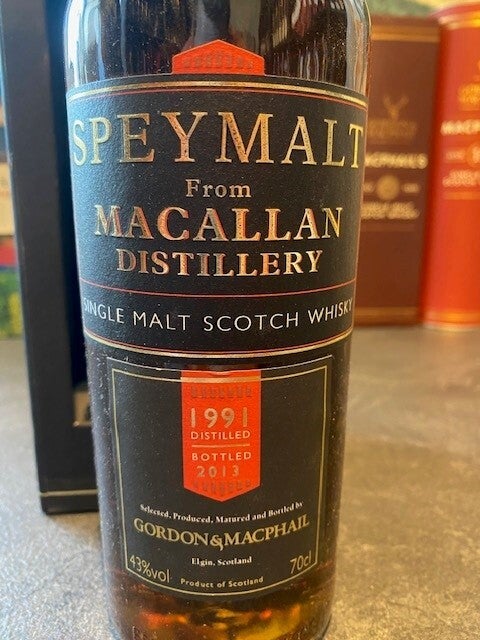 SPEYMALT
From
MACALLAN
DISTILLERY
SINGLE MALT SCOTCH WHISKY
1991
DISTILLED
BOTTLED
2013
Selected, Produced, Matured and Bottled by
GORDON & MACPHAIL
Elgin, Scotland
43%vol
70cl
Product of Scotland